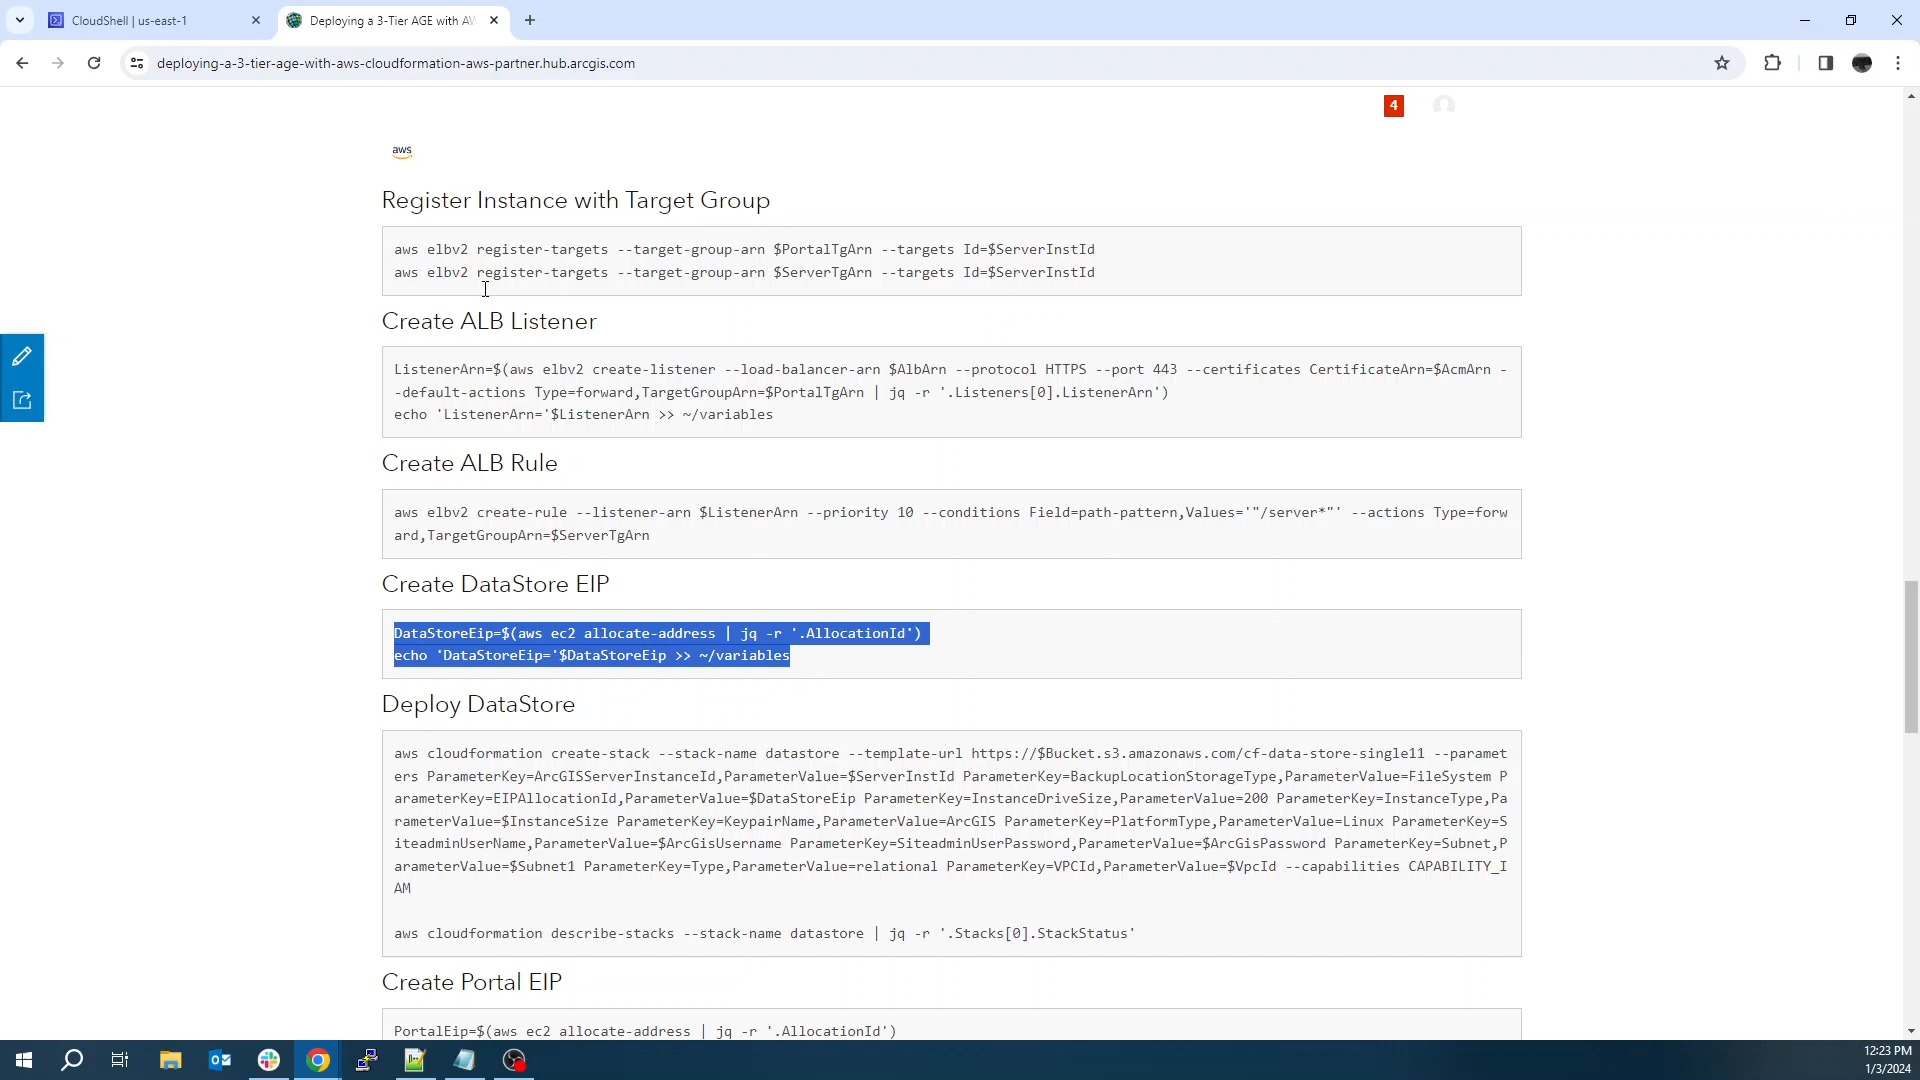 CloudShell | us-east-1
Deploying a 3-Tier AGE with AW
deploying-a-3-tier-age-with-aws-cloudformation-aws-partner.hub.arcgis.com
4
aws
Register Instance with Target Group
aws elbv2 register-targets --target-group-arn $PortalTgArn --targets Id=$ServerInstId
aws elbv2 register-targets --target-group-arn $ServerTgArn --targets Id=$ServerInstId
Create ALB Listener
ListenerArn=$(aws elbv2 create-listener --load-balancer-arn $AlbArn --protocol HTTPS --port 443 --certificates CertificateArn=$AcmArn -
-default-actions Type=forward,TargetGroupArn=$PortalTgArn | jq -r '.Listeners[0].ListenerArn')
echo 'ListenerArn='$ListenerArn >> ~/variables
Create ALB Rule
aws elbv2 create-rule --listener-arn $ListenerArn --priority 10 --conditions Field=path-pattern,Values='"/server*"' --actions Type=forw
ard,TargetGroupArn=$ServerTgArn
Create DataStore EIP
DataStoreEip=$(aws ec2 allocate-address | jq -r '.AllocationId')
echo 'DataStoreEip='$DataStoreEip >> ~/variables
Deploy DataStore
aws cloudformation create-stack --stack-name datastore --template-url https://$Bucket.s3.amazonaws.com/cf-data-store-single11 --paramet
ers ParameterKey=ArcGISServerInstanceId,ParameterValue=$ServerInstId ParameterKey=BackupLocationStorageType,ParameterValue=FileSystem P
arameterKey=EIPAllocationId,ParameterValue=$DataStoreEip ParameterKey=InstanceDriveSize,ParameterValue=200 ParameterKey=InstanceType,Pa
rameterValue=$InstanceSize ParameterKey=KeypairName,ParameterValue=ArcGIS ParameterKey=PlatformType,ParameterValue=Linux ParameterKey=S
iteadminUserName,ParameterValue=$ArcGisUsername ParameterKey=SiteadminUserPassword,ParameterValue=$ArcGisPassword ParameterKey=Subnet,P
arameterValue=$Subnet1 ParameterKey=Type,ParameterValue=relational ParameterKey=VPCId,ParameterValue=$VpcId --capabilities CAPABILITY_I
AM
aws cloudformation describe-stacks --stack-name datastore | jq -r '.Stacks[0].StackStatus'
Create Portal EIP
PortalEip=$(aws ec2 allocate-address | jq -r '.AllocationId')
12:23 PM
1/3/2024